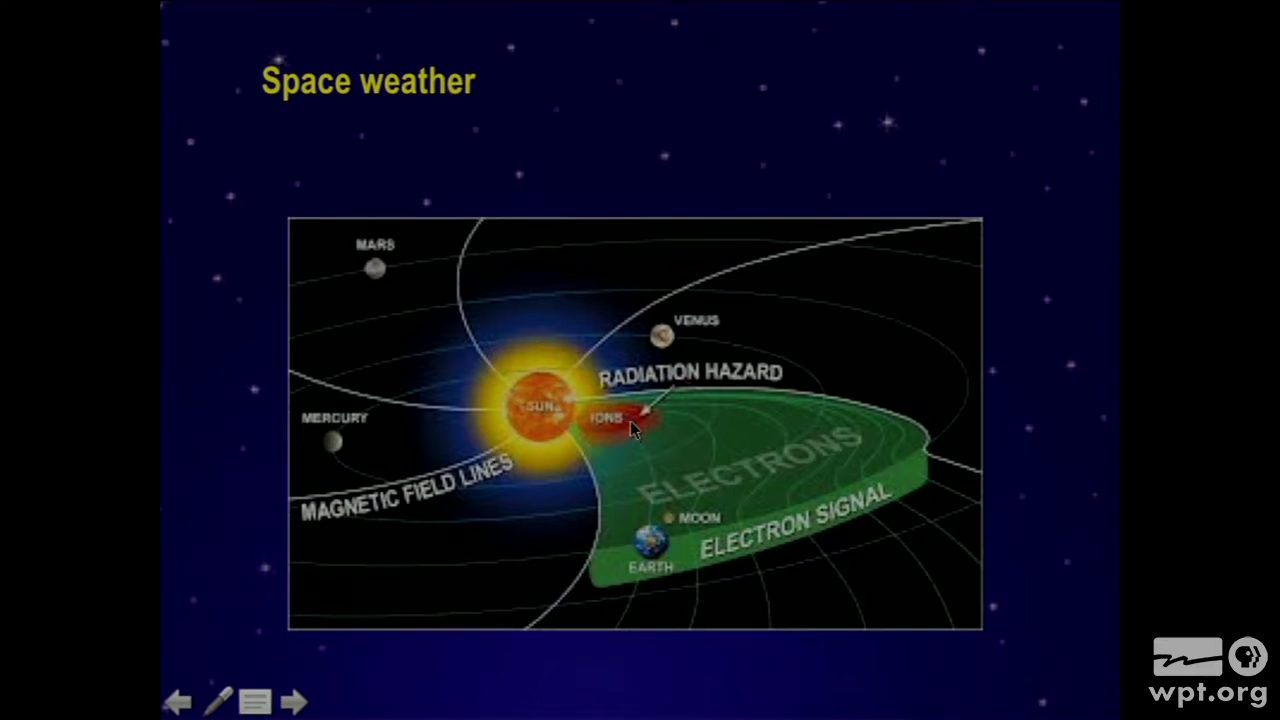 Space weather
MARS
VENUS
RADIATION HAZARD
SUN
IONS
MERCURY
ELECTRONS
MAGNETIC FIELD LINES
MOON
ELECTRON SIGNAL
EARTH
wpt.org